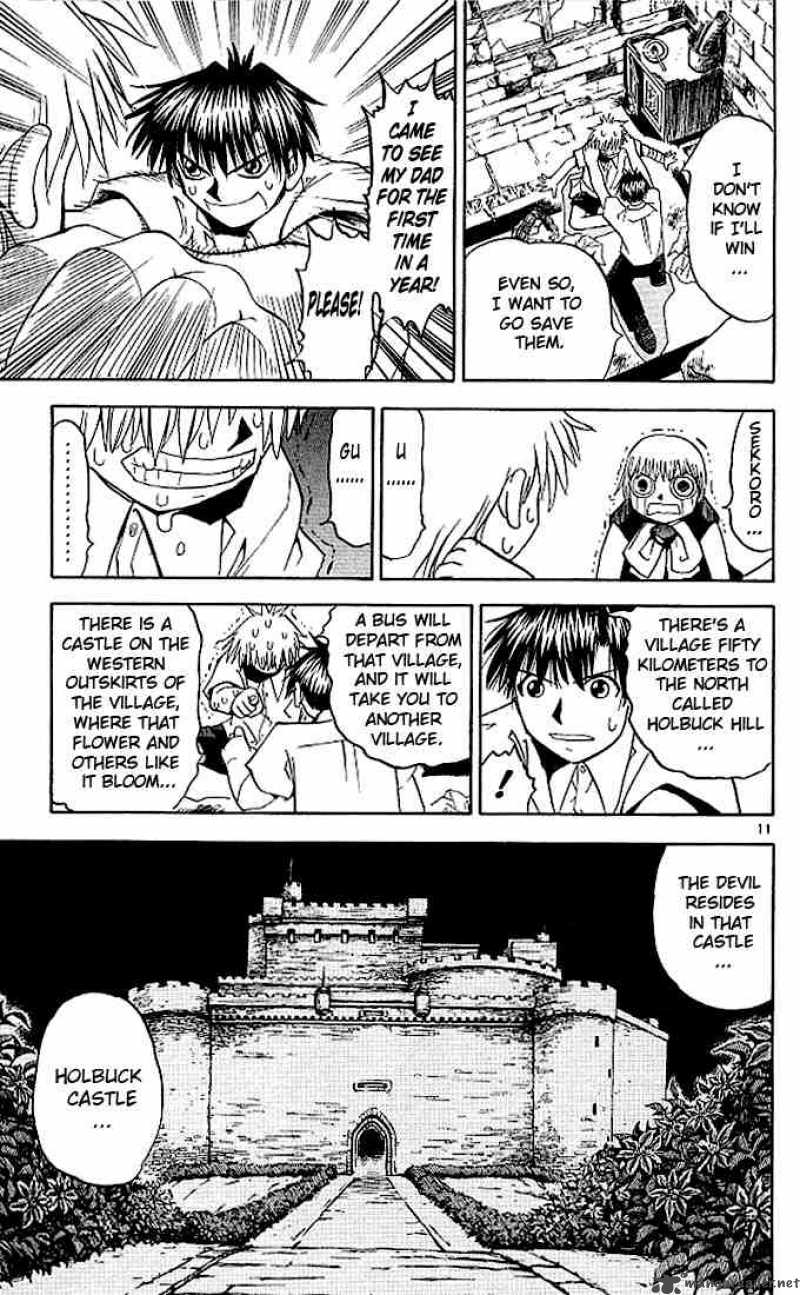 I
DON'T
KNOW
IF I'LL
WIN
...
EVEN SO,
I WANT TO
GO SAVE
THEM.
I
CAME
TO SEE
MY DAD
FOR THE
FIRST
TIME
IN A
YEAR!
PLEASE!
SEKKORO...
U
......
GU
......
.........
THERE'S A
VILLAGE FIFTY
KILOMETERS TO
THE NORTH
CALLED
HOLBUCK HILL
...
!
A BUS WILL
DEPART FROM
THAT VILLAGE,
AND IT WILL
TAKE YOU TO
ANOTHER
VILLAGE.
THERE IS A
CASTLE ON THE
WESTERN
OUTSKIRTS OF
THE VILLAGE,
WHERE THAT
FLOWER AND
OTHERS LIKE
IT BLOOM...
11
THE DEVIL
RESIDES
IN THAT
CASTLE
...
HOLBUCK
CASTLE
...